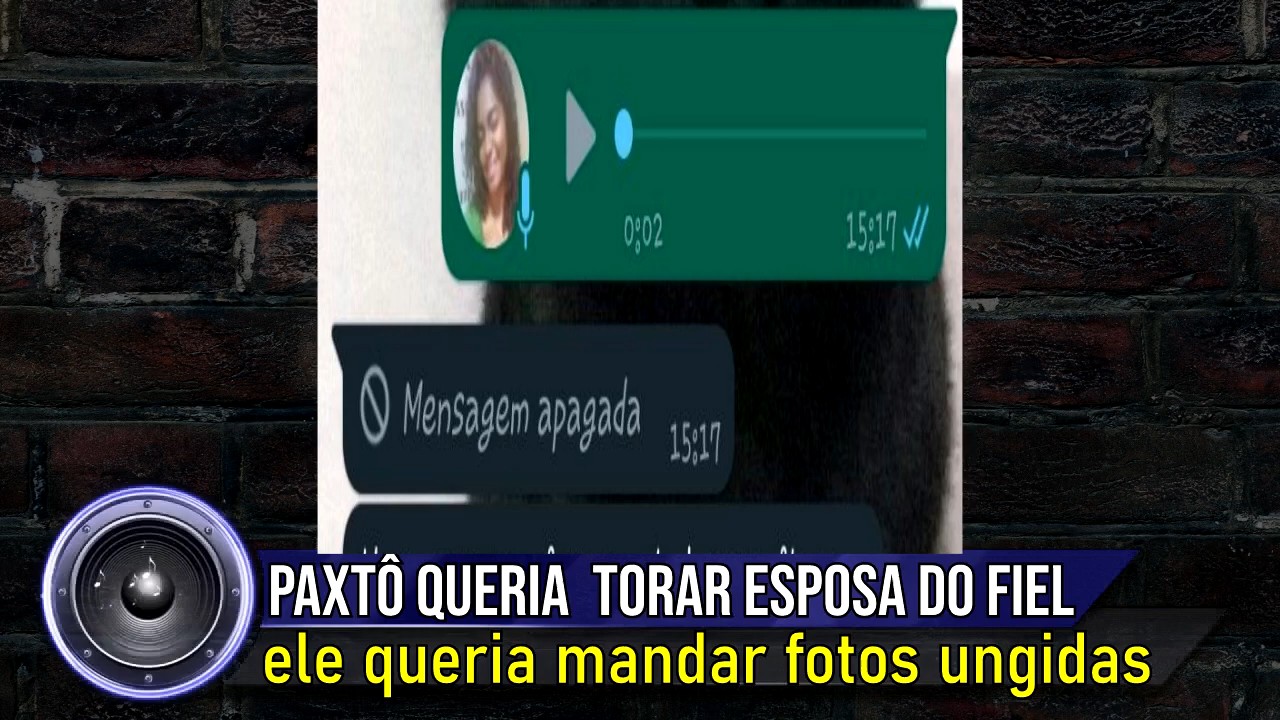 0:02
15:17
Mensagem apagada
15:17
PAXTÔ QUERIA TORAR ESPOSA DO FIEL
ele queria mandar fotos ungidas